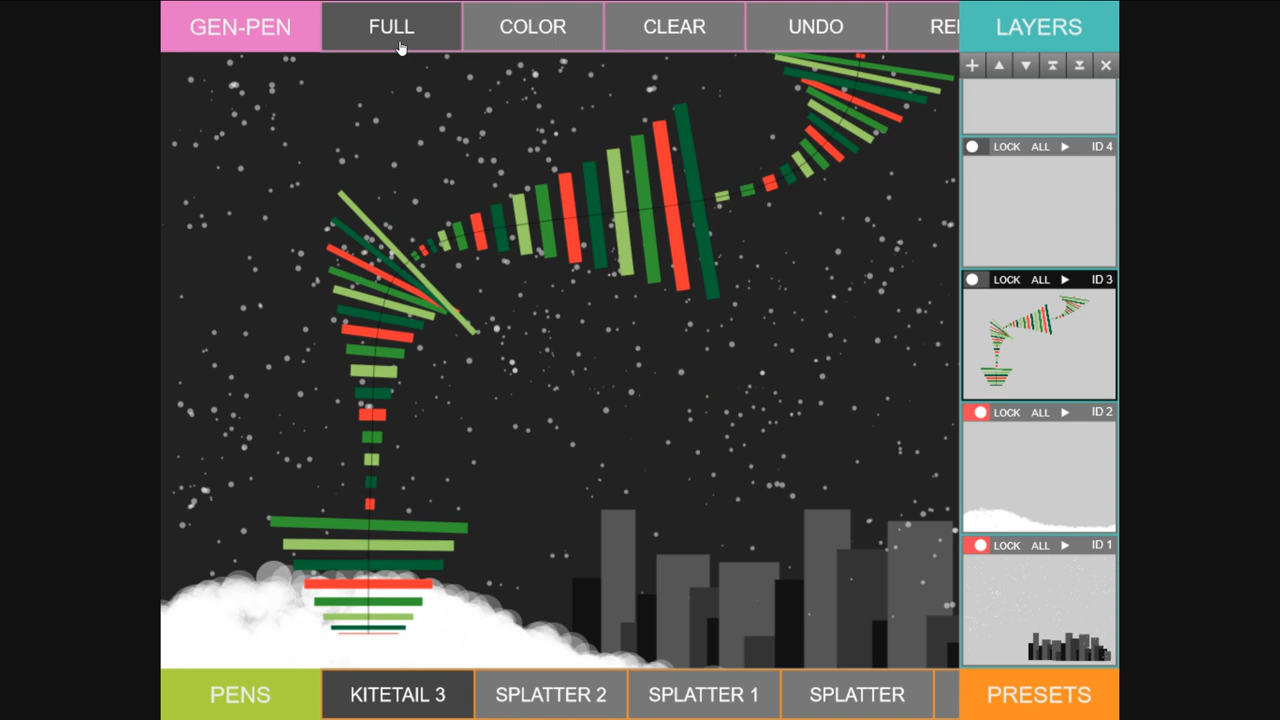 GEN-PEN FULL COLOR CLEAR UNDO LAYERS
LOCK ALL ID 4
LOCK ALL ID 3
LOCK ALL ID 2
LOCK ALL ID 1
PENS KITETAIL 3 SPLATTER 2 SPLATTER 1 SPLATTER PRESETS